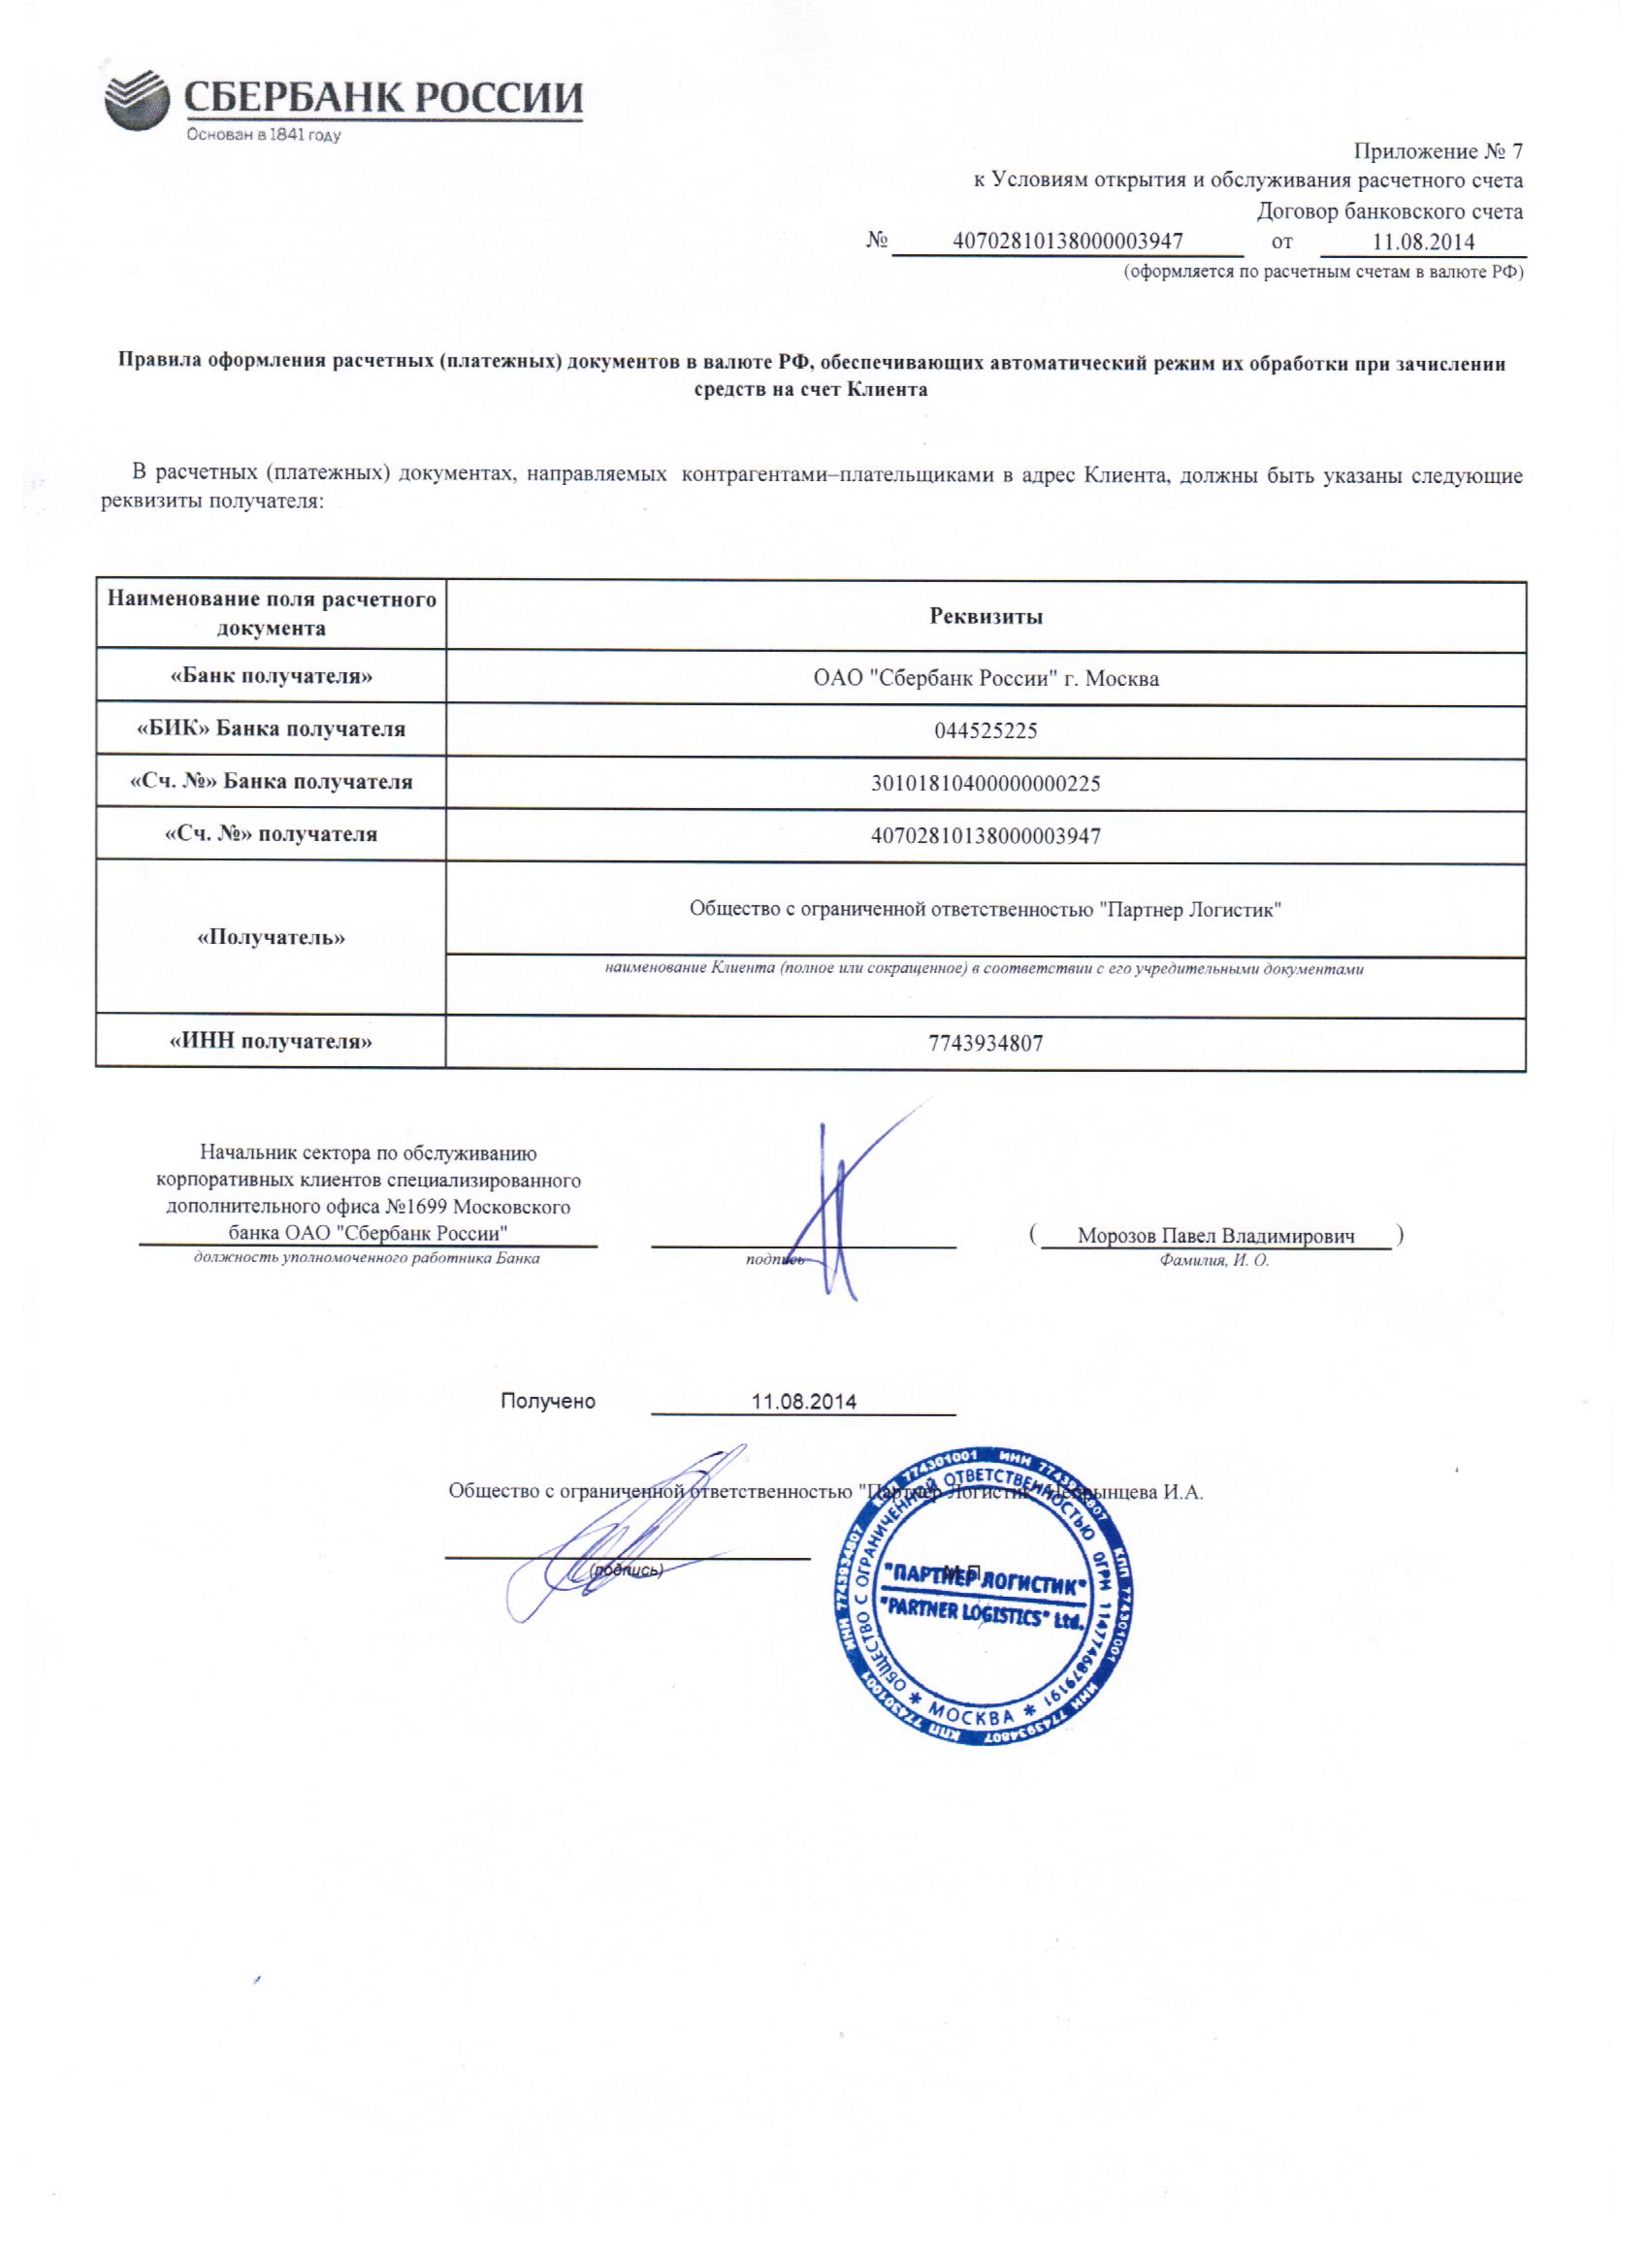 СБЕРБАНК РОССИИ
Основан в 1841 году
Приложение № 7
к Условиям открытия и обслуживания расчетного счета
Договор банковского счета
№ 40702810138000003947 от 11.08.2014
(оформляется по расчетным счетам в валюте РФ)
Правила оформления расчетных (платежных) документов в валюте РФ, обеспечивающих автоматический режим их обработки при зачислении
средств на счет Клиента
В расчетных (платежных) документах, направляемых контрагентами–плательщиками в адрес Клиента, должны быть указаны следующие
реквизиты получателя:
Наименование поля расчетного
документа
Реквизиты
«Банк получателя»
ОАО "Сбербанк России" г. Москва
«БИК» Банка получателя
044525225
«Сч. №» Банка получателя
30101810400000000225
«Сч. №» получателя
40702810138000003947
«Получатель»
Общество с ограниченной ответственностью "Партнер Логистик"
наименование Клиента (полное или сокращенное) в соответствии с его учредительными документами
«ИНН получателя»
7743934807
Начальник сектора по обслуживанию
корпоративных клиентов специализированного
дополнительного офиса №1699 Московского
банка ОАО "Сбербанк России"
должность уполномоченного работника Банка
подпись
( Морозов Павел Владимирович )
Фамилия, И. О.
Получено 11.08.2014
Общество с ограниченной ответственностью "Партнер Логистик" И.А.
(подпись)
М.П.
ИНН 7743934807 КПП 774301001 ИНН 7743934807 КПП 774301001 ИНН 7743934807 КПП 774301001
ОБЩЕСТВО С ОГРАНИЧЕННОЙ ОТВЕТСТВЕННОСТЬЮ ОГРН 1147746879191
* МОСКВА *
"ПАРТНЕР ЛОГИСТИК"
"PARTNER LOGISTICS" Ltd.